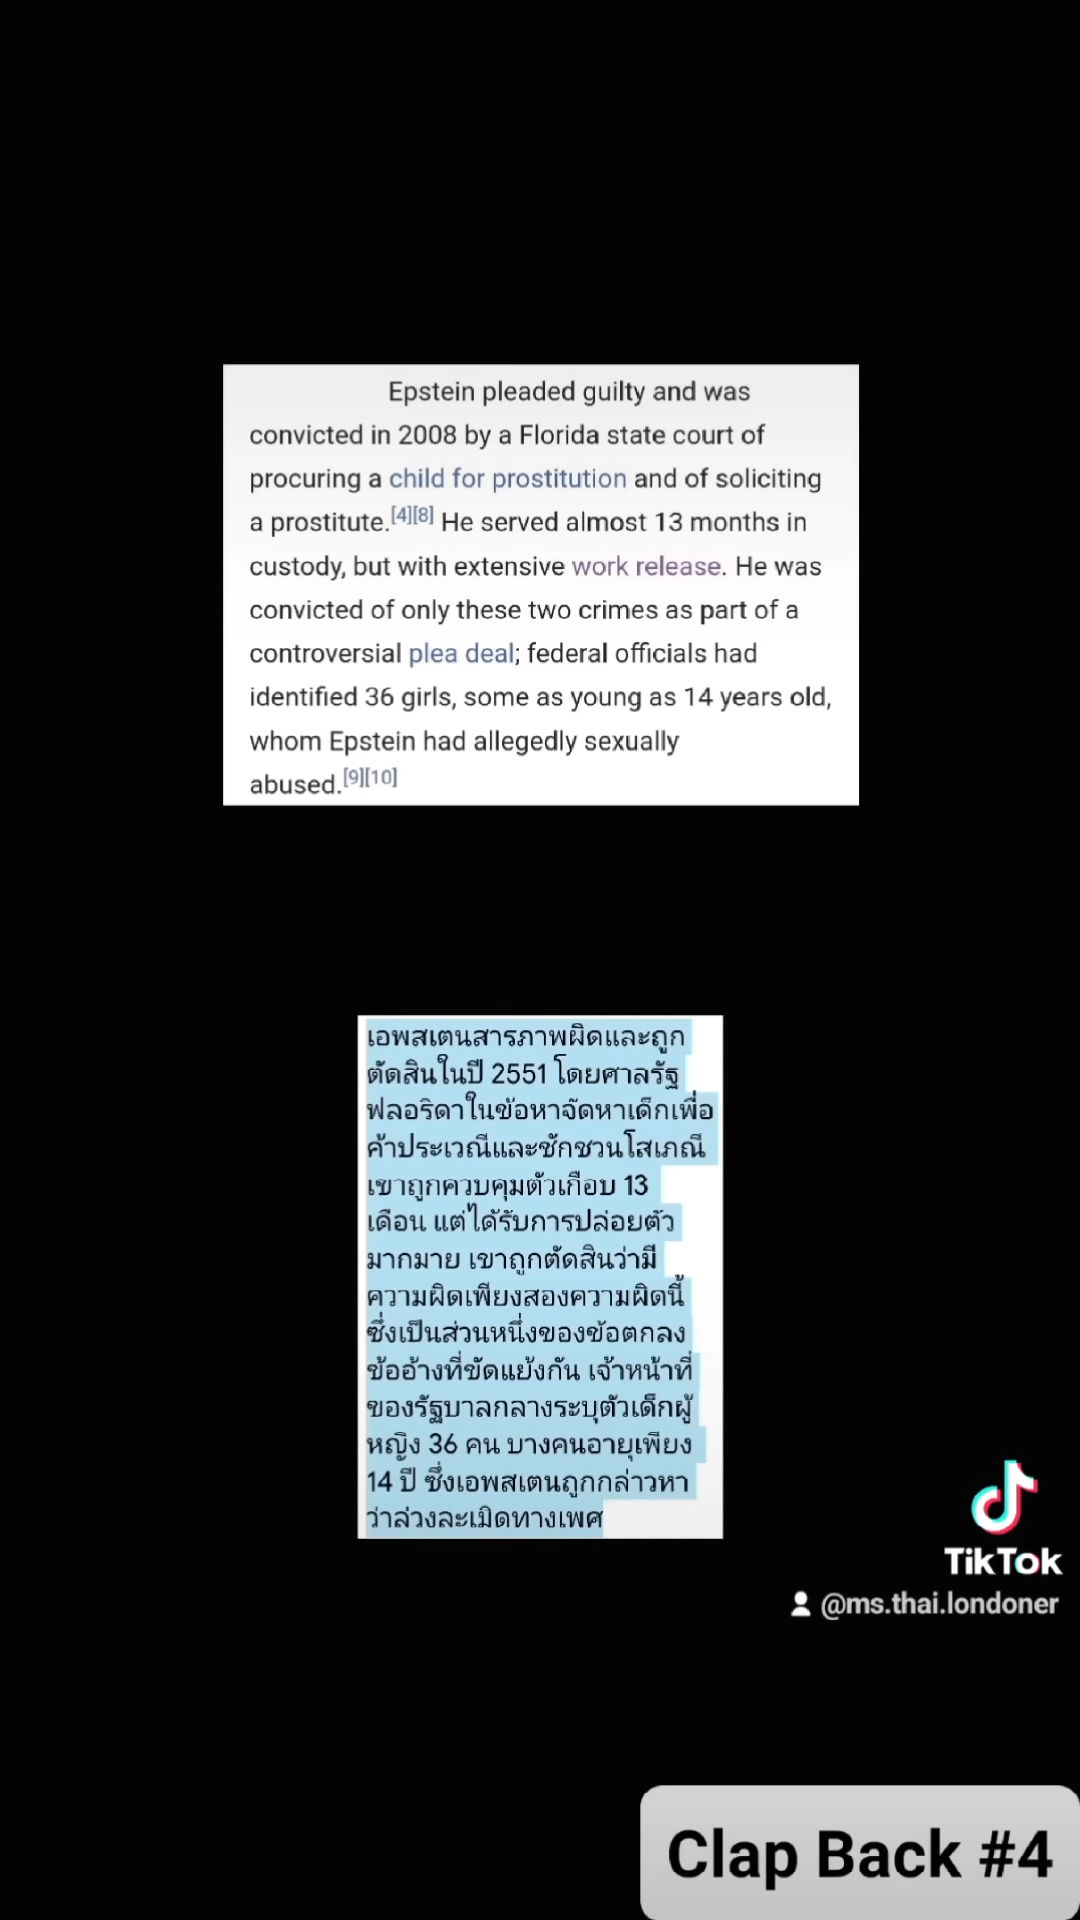 Epstein pleaded guilty and was
convicted in 2008 by a Florida state court of
procuring a child for prostitution and of soliciting
a prostitute.[4][8] He served almost 13 months in
custody, but with extensive work release. He was
convicted of only these two crimes as part of a
controversial plea deal; federal officials had
identified 36 girls, some as young as 14 years old,
whom Epstein had allegedly sexually
abused.[9][10]
เอพสเตนสารภาพผิดและถูก
ตัดสินในปี 2551 โดยศาลรัฐ
ฟลอริดาในข้อหาจัดหาเด็กเพื่อ
ค้าประเวณีและชักชวนโสเภณี
เขาถูกควบคุมตัวเกือบ 13
เดือน แต่ได้รับการปล่อยตัว
มากมาย เขาถูกตัดสินว่ามี
ความผิดเพียงสองความผิดนี้
ซึ่งเป็นส่วนหนึ่งของข้อตกลง
ข้ออ้างที่ขัดแย้งกัน เจ้าหน้าที่
ของรัฐบาลกลางระบุตัวเด็กผู้
หญิง 36 คน บางคนอายุเพียง
14 ปี ซึ่งเอพสเตนถูกกล่าวหา
ว่าล่วงละเมิดทางเพศ
TikTok
@ms.thai.londoner
Clap Back #4